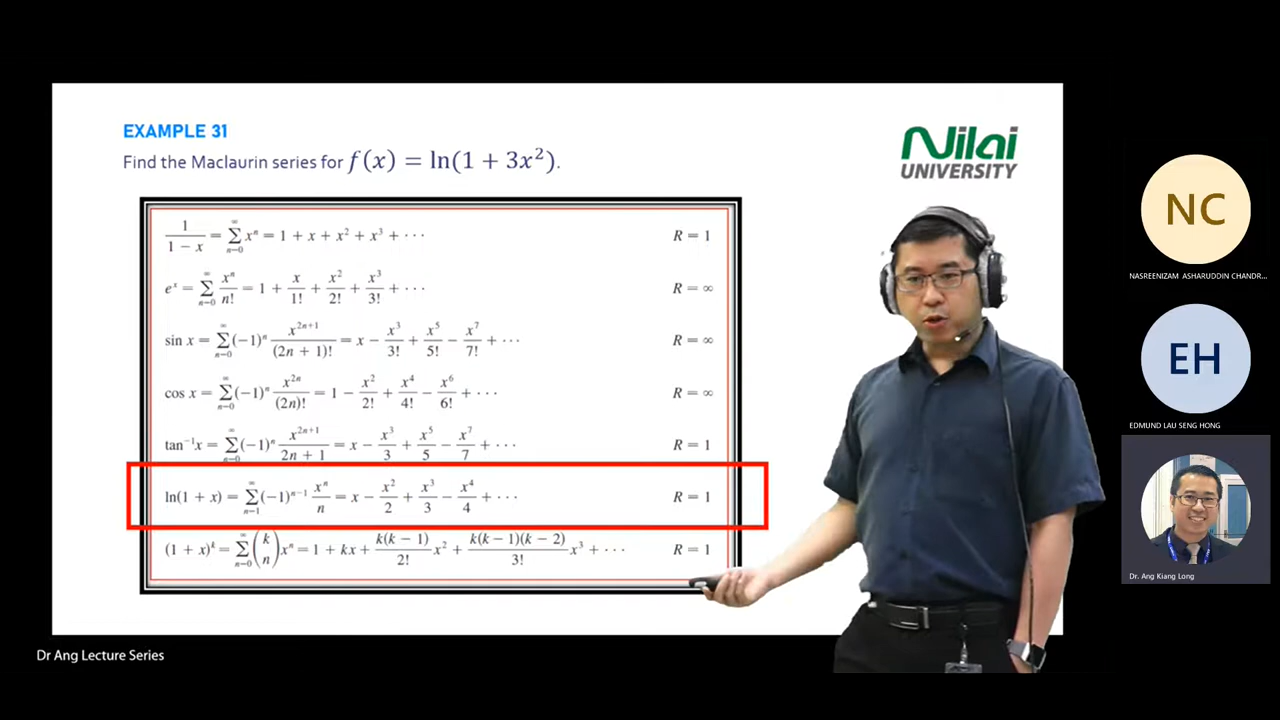 EXAMPLE 31
Find the Maclaurin series for f(x) = ln(1 + 3x²).
Nilai
UNIVERSITY
1/(1 − x) = ∑_{n=0}^{∞} xⁿ = 1 + x + x² + x³ + ··· R = 1
eˣ = ∑_{n=0}^{∞} xⁿ/n! = 1 + x/1! + x²/2! + x³/3! + ··· R = ∞
sin x = ∑_{n=0}^{∞} (−1)ⁿ x^{2n+1}/(2n + 1)! = x − x³/3! + x⁵/5! − x⁷/7! + ··· R = ∞
cos x = ∑_{n=0}^{∞} (−1)ⁿ x^{2n}/(2n)! = 1 − x²/2! + x⁴/4! − x⁶/6! + ··· R = ∞
tan⁻¹x = ∑_{n=0}^{∞} (−1)ⁿ x^{2n+1}/(2n + 1) = x − x³/3 + x⁵/5 − x⁷/7 + ··· R = 1
ln(1 + x) = ∑_{n=1}^{∞} (−1)^{n−1} xⁿ/n = x − x²/2 + x³/3 − x⁴/4 + ··· R = 1
(1 + x)ᵏ = ∑_{n=0}^{∞} (k n) xⁿ = 1 + kx + k(k − 1)/2! x² + k(k − 1)(k − 2)/3! x³ + ··· R = 1
Dr Ang Lecture Series
NC
NASREENIZAM ASHARUDDIN CHANDR...
EH
EDMUND LAU SENG HONG
Dr. Ang Kiang Long